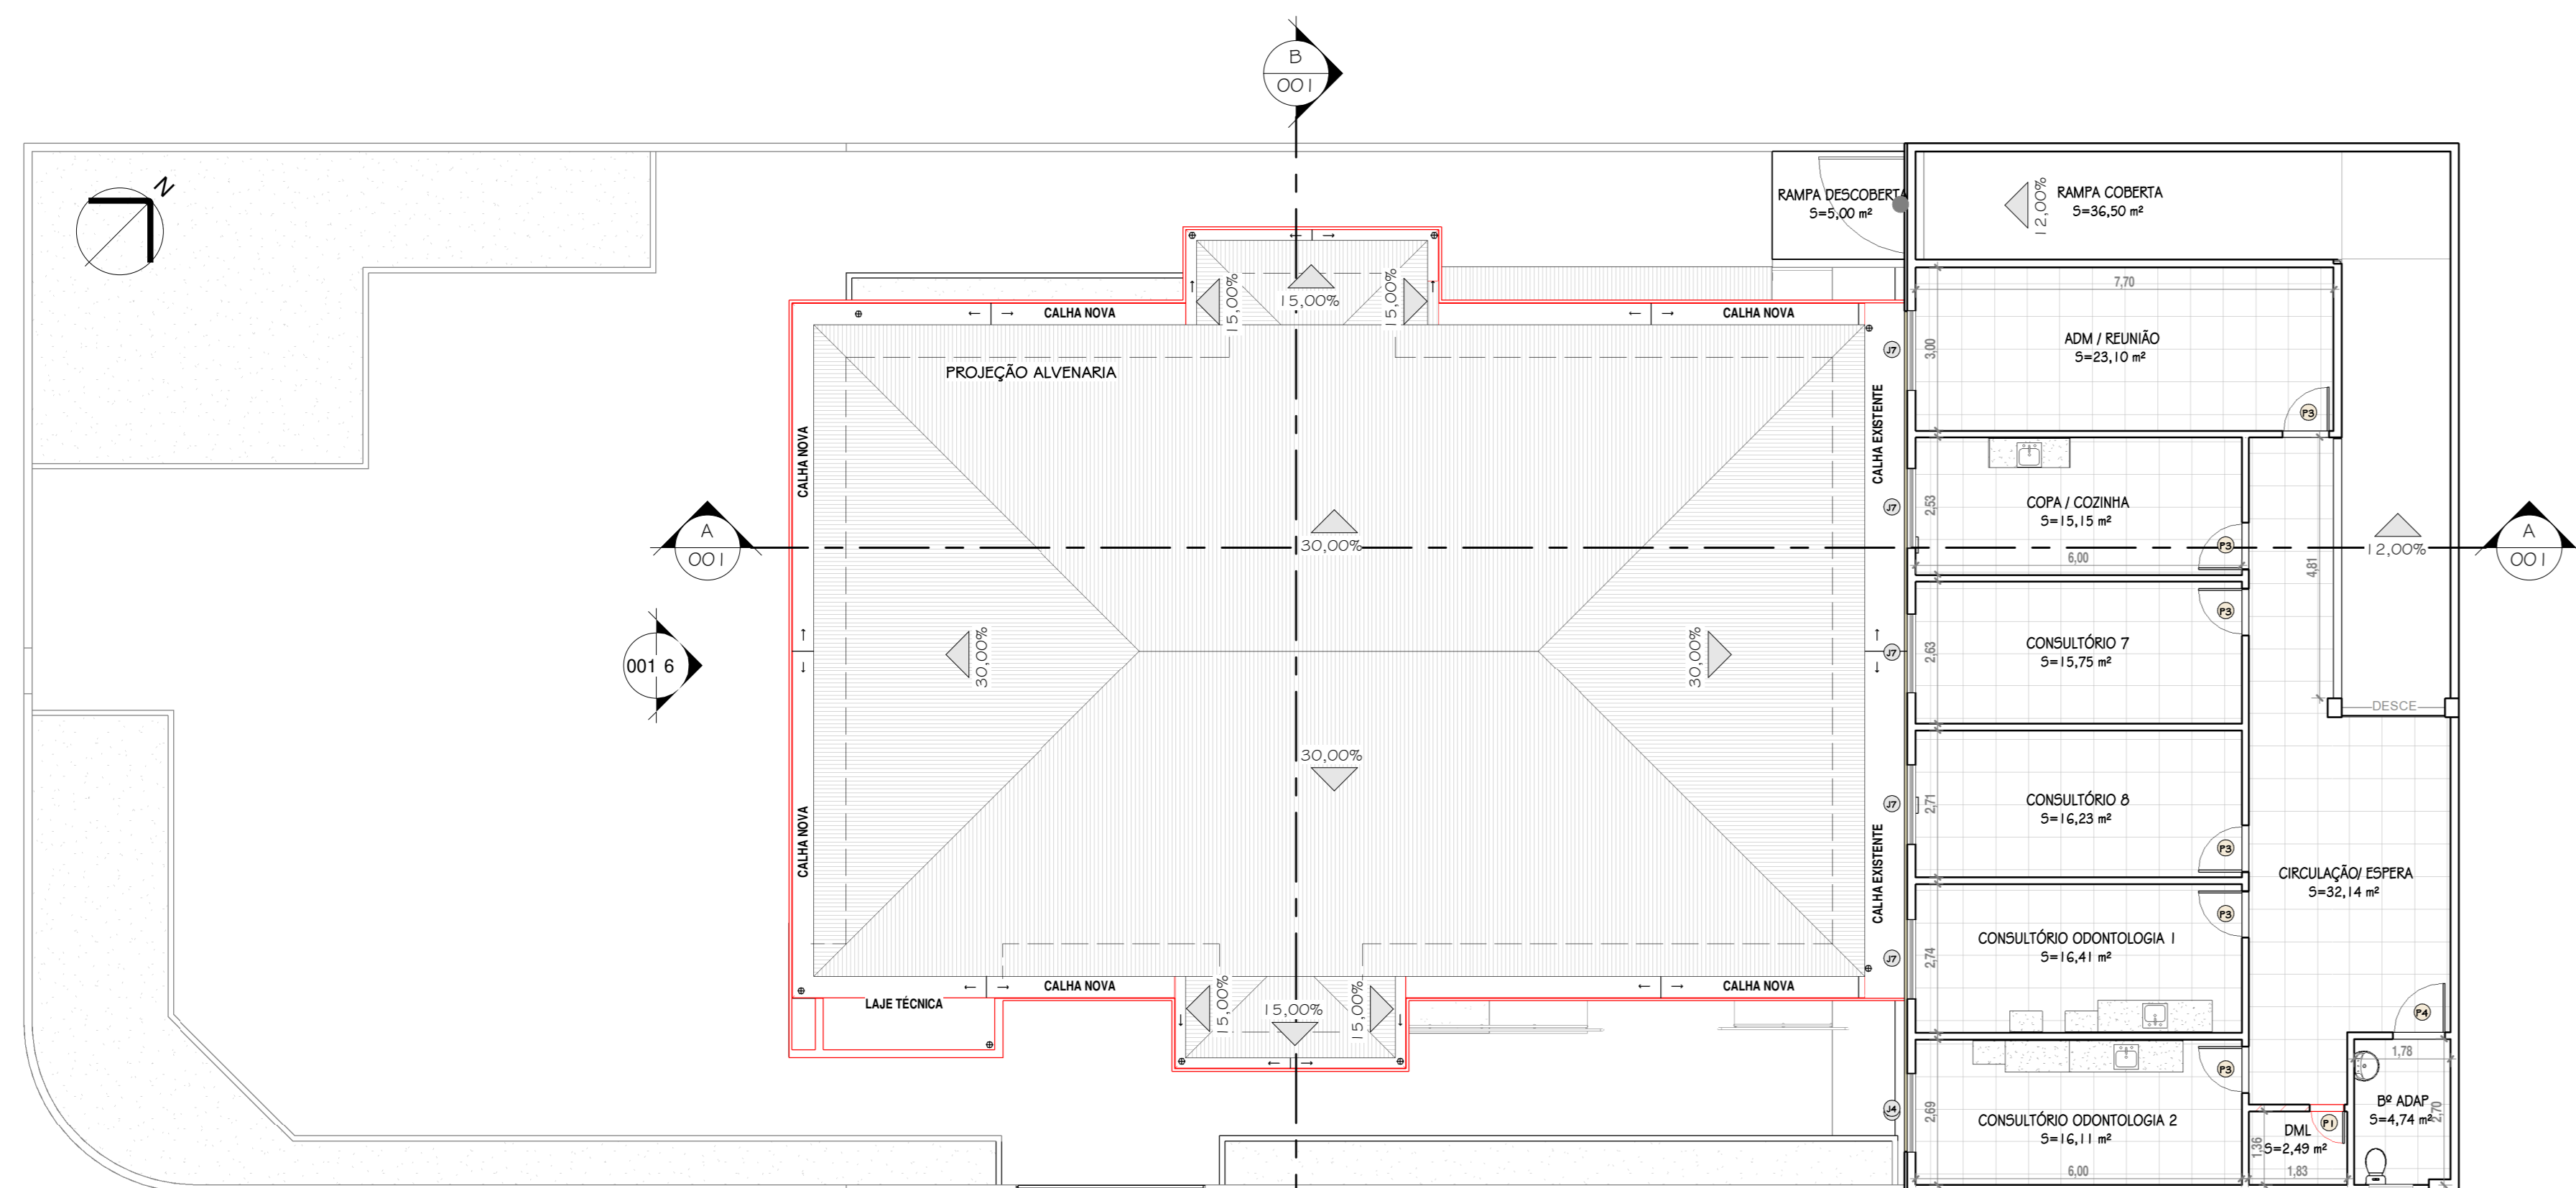 B
001
N
RAMPA DESCOBERTA
S=5,00 m²
12,00%
RAMPA COBERTA
S=36,50 m²
15,00%
15,00%
15,00%
7,70
CALHA NOVA
CALHA NOVA
PROJEÇÃO ALVENARIA
J7
3,00
ADM / REUNIÃO
S=23,10 m²
P3
CALHA NOVA
CALHA EXISTENTE
J7
2,53
COPA / COZINHA
S=15,15 m²
P3
6,00
A
001
30,00%
4,81
12,00%
A
001
P3
001 6
30,00%
30,00%
J7
2,63
CONSULTÓRIO 7
S=15,75 m²
DESCE
30,00%
CALHA NOVA
CALHA EXISTENTE
J7
2,71
CONSULTÓRIO 8
S=16,23 m²
P3
CIRCULAÇÃO/ ESPERA
S=32,14 m²
P3
J7
2,74
CONSULTÓRIO ODONTOLOGIA 1
S=16,41 m²
CALHA NOVA
CALHA NOVA
LAJE TÉCNICA
15,00%
15,00%
15,00%
P4
1,78
P3
J4
2,69
CONSULTÓRIO ODONTOLOGIA 2
S=16,11 m²
6,00
P1
DML
S=2,49 m²
1,36
1,83
Bº ADAP
S=4,74 m²
2,70